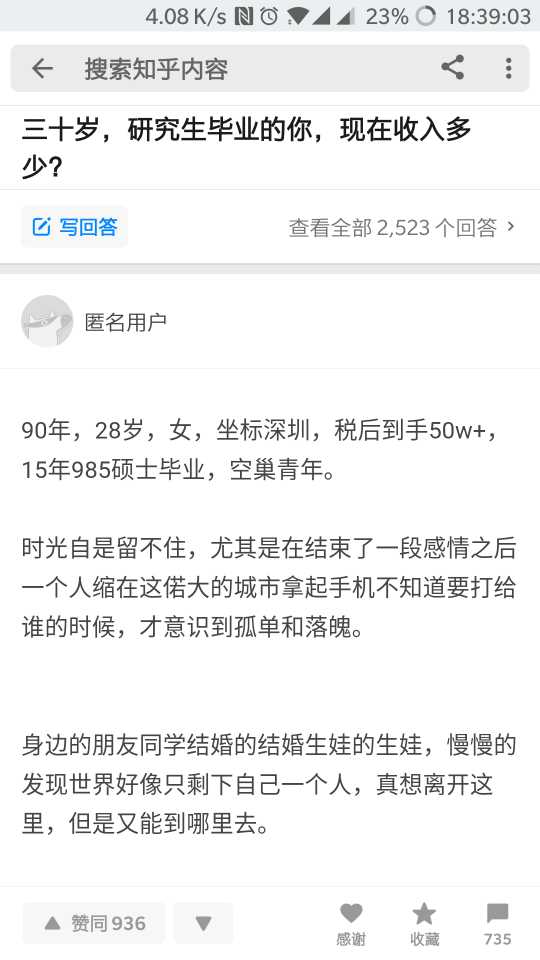 4.08 K/s 23% 18:39:03
搜索知乎内容
三十岁，研究生毕业的你，现在收入多
少？
写回答 查看全部 2,523 个回答
匿名用户
90年，28岁，女，坐标深圳，税后到手50w+，
15年985硕士毕业，空巢青年。
时光自是留不住，尤其是在结束了一段感情之后
一个人缩在这偌大的城市拿起手机不知道要打给
谁的时候，才意识到孤单和落魄。
身边的朋友同学结婚的结婚生娃的生娃，慢慢的
发现世界好像只剩下自己一个人，真想离开这
里，但是又能到哪里去。
赞同 936
感谢 收藏 735